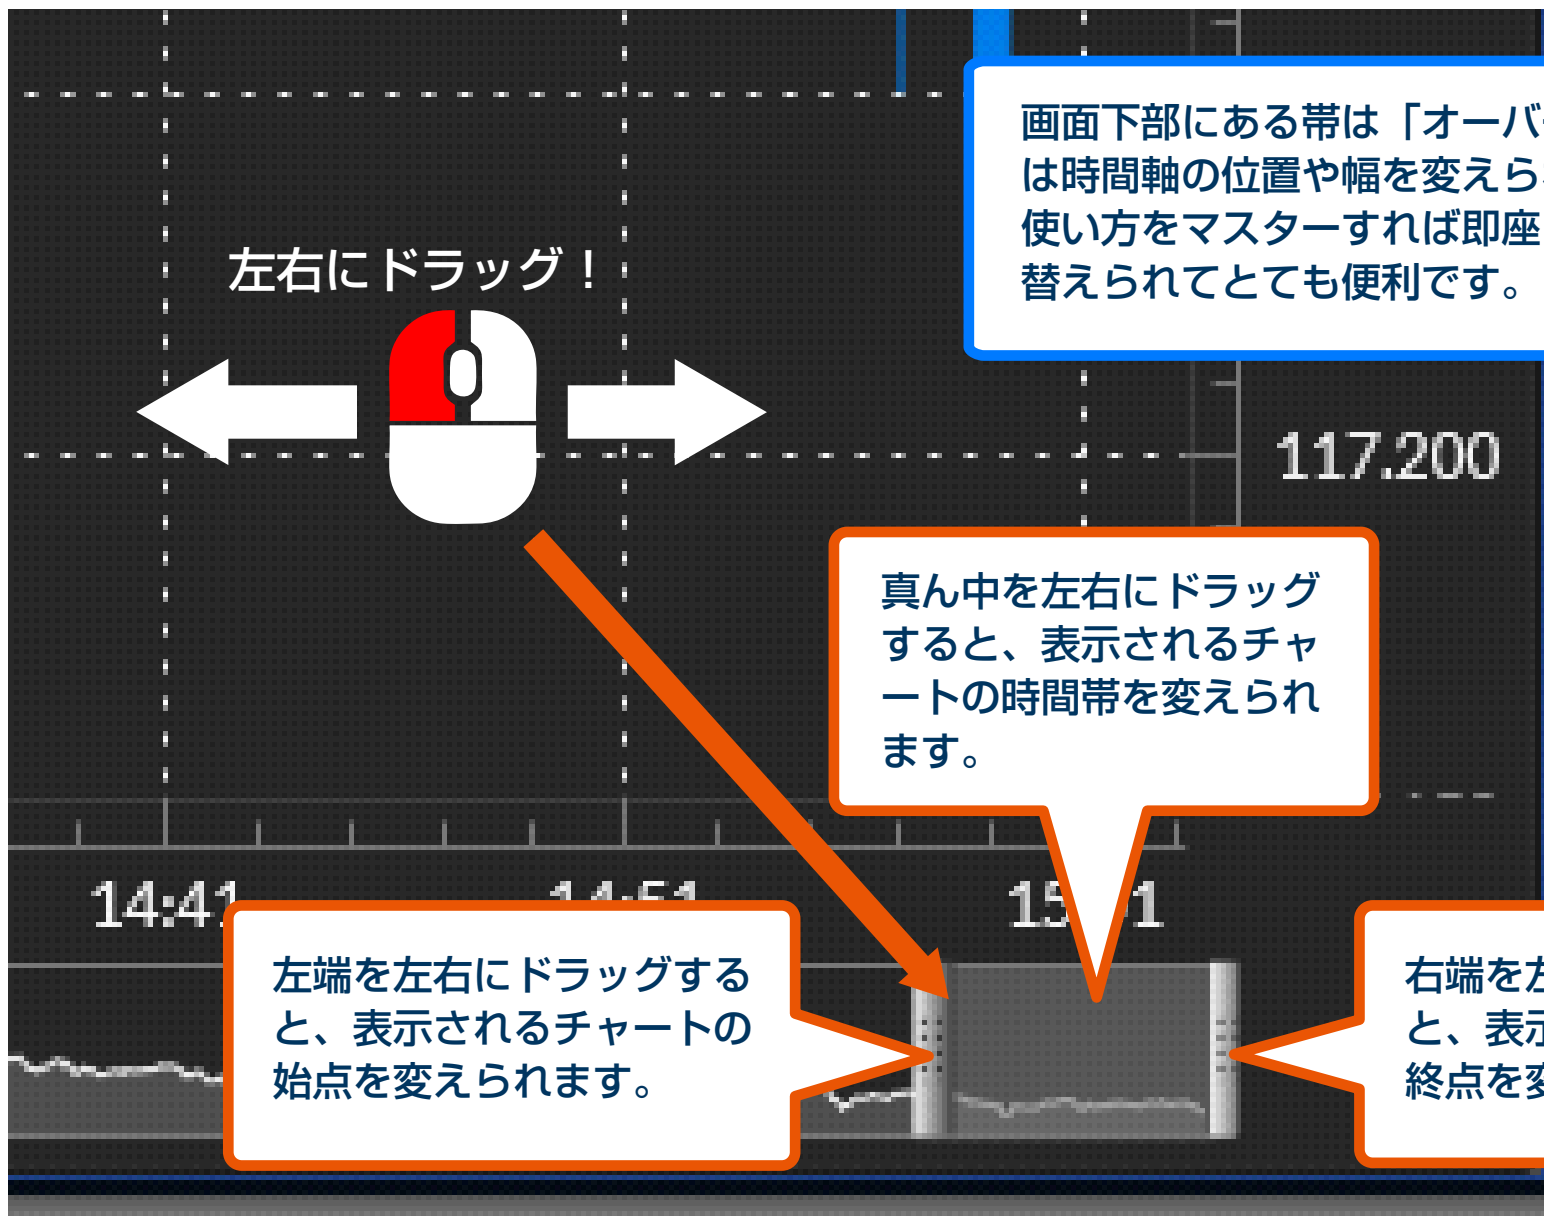 画面下部にある帯は「オーバ
は時間軸の位置や幅を変えら
使い方をマスターすれば即座
替えられてとても便利です。
左右にドラッグ！
117.200
真ん中を左右にドラッグ
すると、表示されるチャ
ートの時間帯を変えられ
ます。
14:41
14:51
左端を左右にドラッグする
と、表示されるチャートの
始点を変えられます。
右端を左
と、表示
終点を変